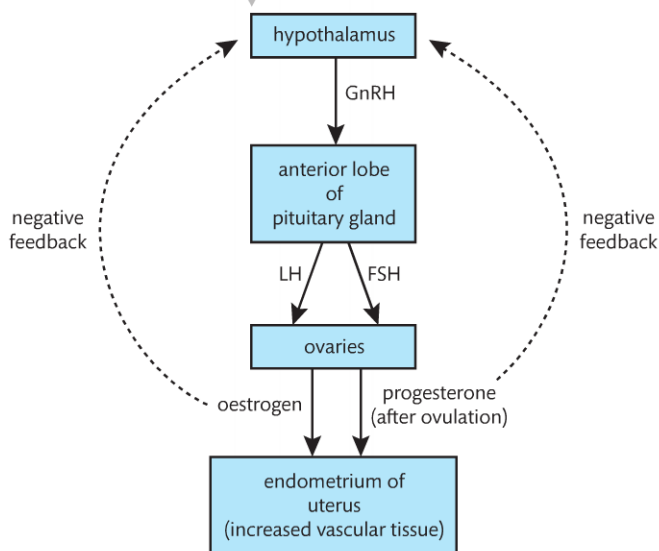 hypothalamus
GnRH
anterior lobe
of
pituitary gland
negative
feedback
negative
feedback
LH
FSH
ovaries
oestrogen
progesterone
(after ovulation)
endometrium of
uterus
(increased vascular tissue)